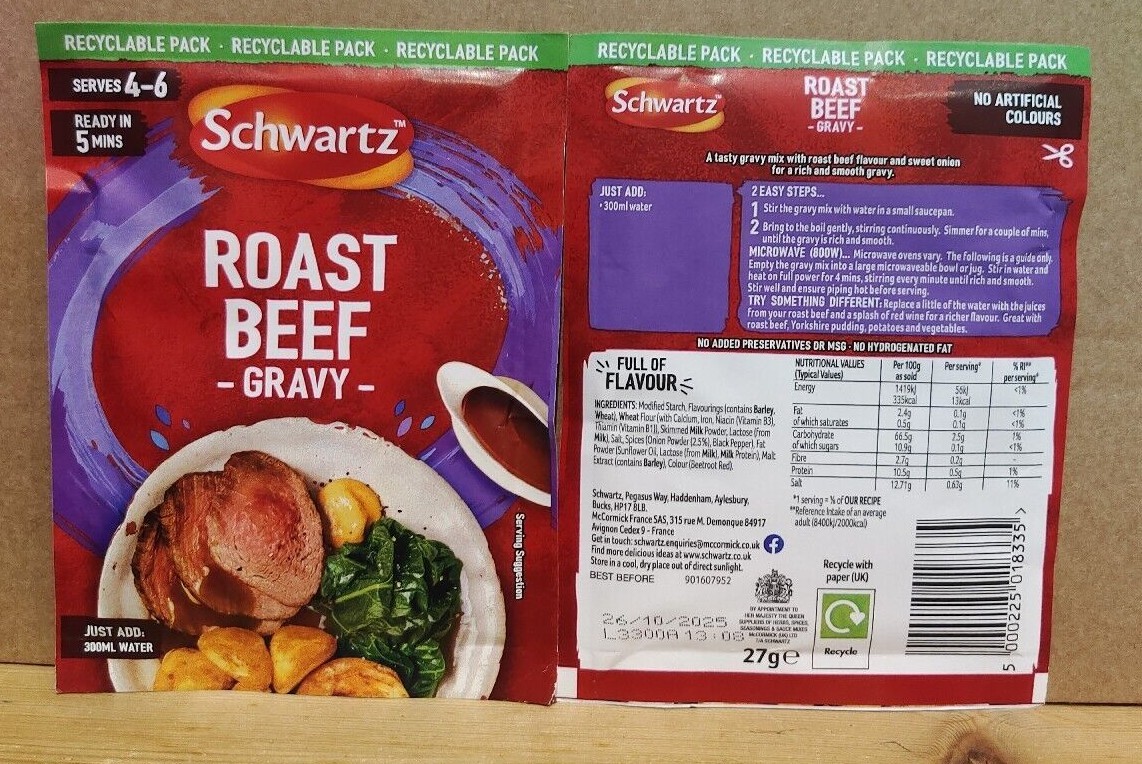 RECYCLABLE PACK · RECYCLABLE PACK · RECYCLABLE PACK
SERVES 4-6
READY IN
5 MINS
Schwartz™
ROAST
BEEF
- GRAVY -
Serving Suggestion
JUST ADD:
300ML WATER
RECYCLABLE PACK · RECYCLABLE PACK · RECYCLABLE PACK
Schwartz™
ROAST
BEEF
- GRAVY -
NO ARTIFICIAL
COLOURS
A tasty gravy mix with roast beef flavour and sweet onion
for a rich and smooth gravy.
JUST ADD:
• 300ml water
2 EASY STEPS...
1 Stir the gravy mix with water in a small saucepan.
2 Bring to the boil gently, stirring continuously. Simmer for a couple of mins,
until the gravy is rich and smooth.
MICROWAVE (800W)... Microwave ovens vary. The following is a guide only.
Empty the gravy mix into a large microwaveable bowl or jug. Stir in water and
heat on full power for 4 mins, stirring every minute until rich and smooth.
Stir well and ensure piping hot before serving.
TRY SOMETHING DIFFERENT: Replace a little of the water with the juices
from your roast beef and a splash of red wine for a richer flavour. Great with
roast beef, Yorkshire pudding, potatoes and vegetables.
NO ADDED PRESERVATIVES OR MSG · NO HYDROGENATED FAT
FULL OF
FLAVOUR
INGREDIENTS: Modified Starch, Flavourings (contains Barley,
Wheat), Wheat Flour (with Calcium, Iron, Niacin (Vitamin B3),
Thiamin (Vitamin B1)), Skimmed Milk Powder, Lactose (from
Milk), Salt, Spices (Onion Powder (2.5%), Black Pepper), Fat
Powder (Sunflower Oil, Lactose (from Milk), Milk Protein), Malt
Extract (contains Barley), Colour (Beetroot Red).
NUTRITIONAL VALUES (Typical Values) Per 100g as sold Per serving* % RI** per serving*
Energy 1419kJ 56kJ <1%
335kcal 13kcal
Fat 2.4g 0.1g <1%
of which saturates 0.5g 0.1g <1%
Carbohydrate 66.5g 2.5g 1%
of which sugars 10.9g 0.1g <1%
Fibre 2.7g 0.2g -
Protein 10.5g 0.5g 1%
Salt 12.71g 0.63g 11%
Schwartz, Pegasus Way, Haddenham, Aylesbury,
Bucks, HP17 8LB.
McCormick France SAS, 315 rue M. Demonque 84917
Avignon Cedex 9 - France
Get in touch: schwartz.enquiries@mccormick.co.uk
Find more delicious ideas at www.schwartz.co.uk
Store in a cool, dry place out of direct sunlight.
BEST BEFORE 901607952
26/10/2025
L3300A 13:08
BY APPOINTMENT TO
HER MAJESTY THE QUEEN
SUPPLIERS OF HERBS, SPICES,
SEASONINGS & SAUCE MIXES
McCORMICK (UK) LTD
T/A SCHWARTZ
27g e
Recycle with
paper (UK)
Recycle
5 000225 018335 >